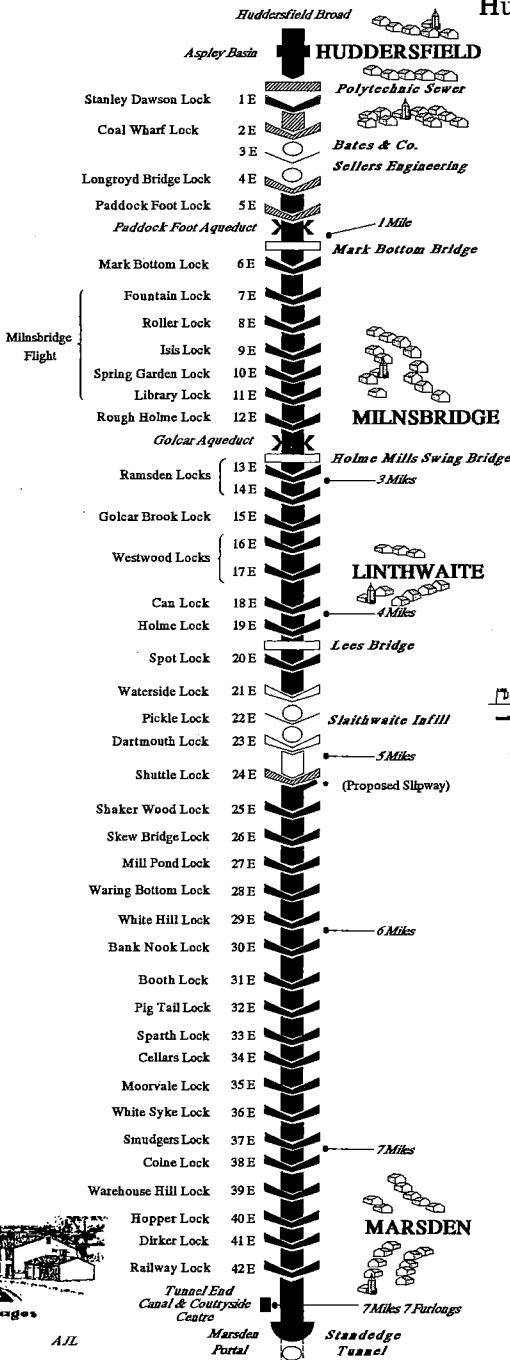 Hu
Huddersfield Broad
Aspley Basin
HUDDERSFIELD
Polytechnic Sewer
Stanley Dawson Lock 1E
Coal Wharf Lock 2E
3E Bates & Co.
Sellers Engineering
Longroyd Bridge Lock 4E
Paddock Foot Lock 5E
Paddock Foot Aqueduct
1 Mile
Mark Bottom Bridge
Mark Bottom Lock 6E
Fountain Lock 7E
Roller Lock 8E
Milnsbridge
Flight
Isis Lock 9E
Spring Garden Lock 10E
Library Lock 11E
Rough Holme Lock 12E
MILNSBRIDGE
Golcar Aqueduct
Holme Mills Swing Bridge
Ramsden Locks 13E
14E
3 Miles
Golcar Brook Lock 15E
Westwood Locks 16E
17E
LINTHWAITE
Can Lock 18E
4 Miles
Holme Lock 19E
Lees Bridge
Spot Lock 20E
Waterside Lock 21E
Pickle Lock 22E Slaithwaite Infill
Dartmouth Lock 23E
5 Miles
Shuttle Lock 24E
(Proposed Slipway)
Shaker Wood Lock 25E
Skew Bridge Lock 26E
Mill Pond Lock 27E
Waring Bottom Lock 28E
White Hill Lock 29E
6 Miles
Bank Nook Lock 30E
Booth Lock 31E
Pig Tail Lock 32E
Sparth Lock 33E
Cellars Lock 34E
Moorvale Lock 35E
White Syke Lock 36E
Smudgers Lock 37E
7 Miles
Colne Lock 38E
Warehouse Hill Lock 39E
Hopper Lock 40E
MARSDEN
Dirker Lock 41E
Railway Lock 42E
Tunnel End
Canal & Coutryside
Centre
7 Miles 7 Furlongs
Marsden
Portal
Standedge
Tunnel
ages
AJL